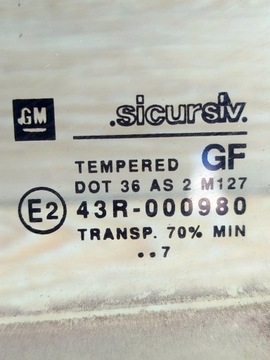 GM .sicursiv.
TEMPERED GF
DOT 36 AS 2 M127
E2 43R-000980
TRANSP. 70% MIN
..7